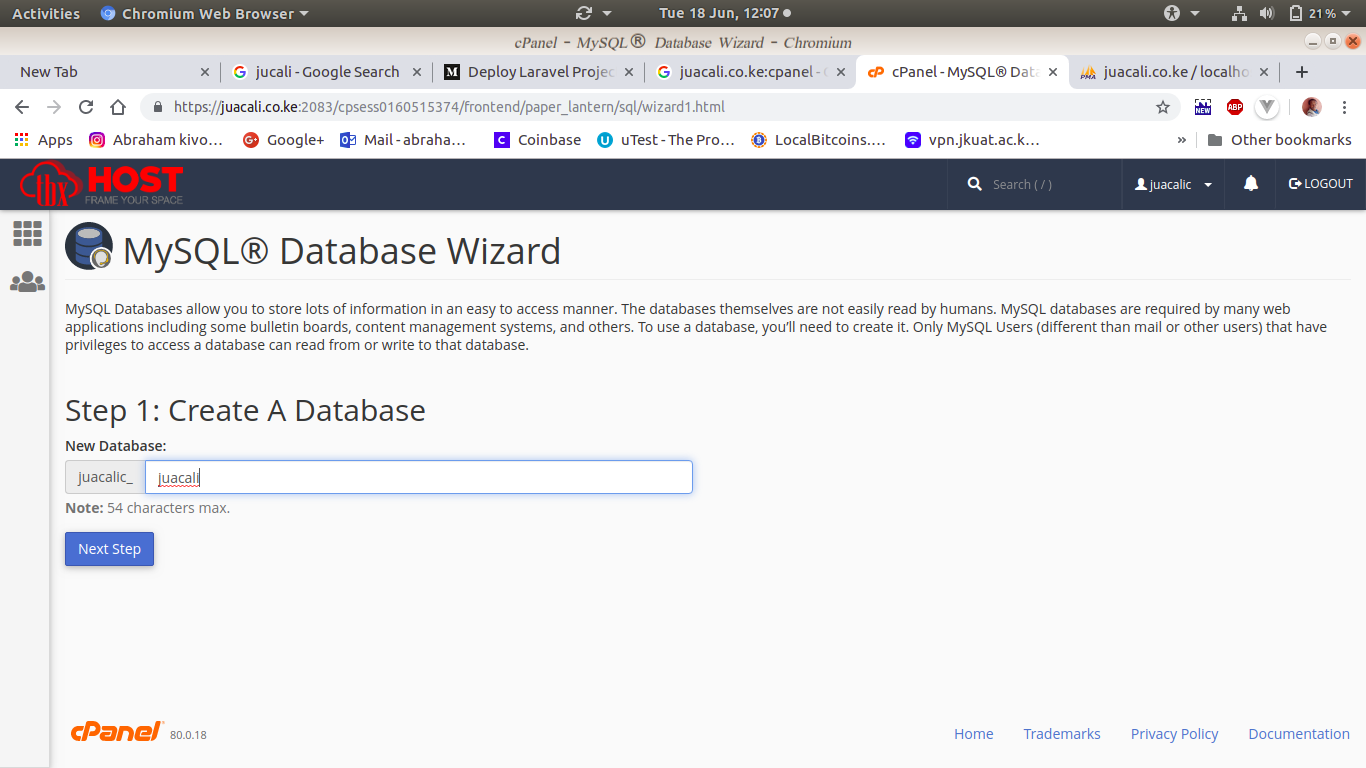 Activities Chromium Web Browser Tue 18 Jun, 12:07 21%
cPanel - MySQL® Database Wizard - Chromium
New Tab jucali - Google Search Deploy Laravel Projec juacali.co.ke:cpanel - cPanel - MySQL® Data juacali.co.ke / localho
https://juacali.co.ke:2083/cpsess0160515374/frontend/paper_lantern/sql/wizard1.html NEW ABP
Apps Abraham kivo... Google+ Mail - abraha... Coinbase uTest - The Pro... LocalBitcoins.... vpn.jkuat.ac.k... » Other bookmarks
lbx HOST
FRAME YOUR SPACE
Search ( / ) juacalic LOGOUT
MySQL® Database Wizard
MySQL Databases allow you to store lots of information in an easy to access manner. The databases themselves are not easily read by humans. MySQL databases are required by many web
applications including some bulletin boards, content management systems, and others. To use a database, you’ll need to create it. Only MySQL Users (different than mail or other users) that have
privileges to access a database can read from or write to that database.
Step 1: Create A Database
New Database:
juacalic_ juacali
Note: 54 characters max.
Next Step
cPanel 80.0.18 Home Trademarks Privacy Policy Documentation